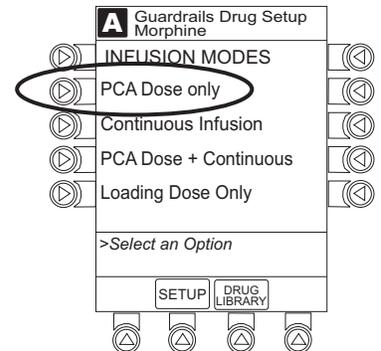 A Guardrails Drug Setup
Morphine
INFUSION MODES
PCA Dose only
Continuous Infusion
PCA Dose + Continuous
Loading Dose Only
>Select an Option
SETUP DRUG
LIBRARY